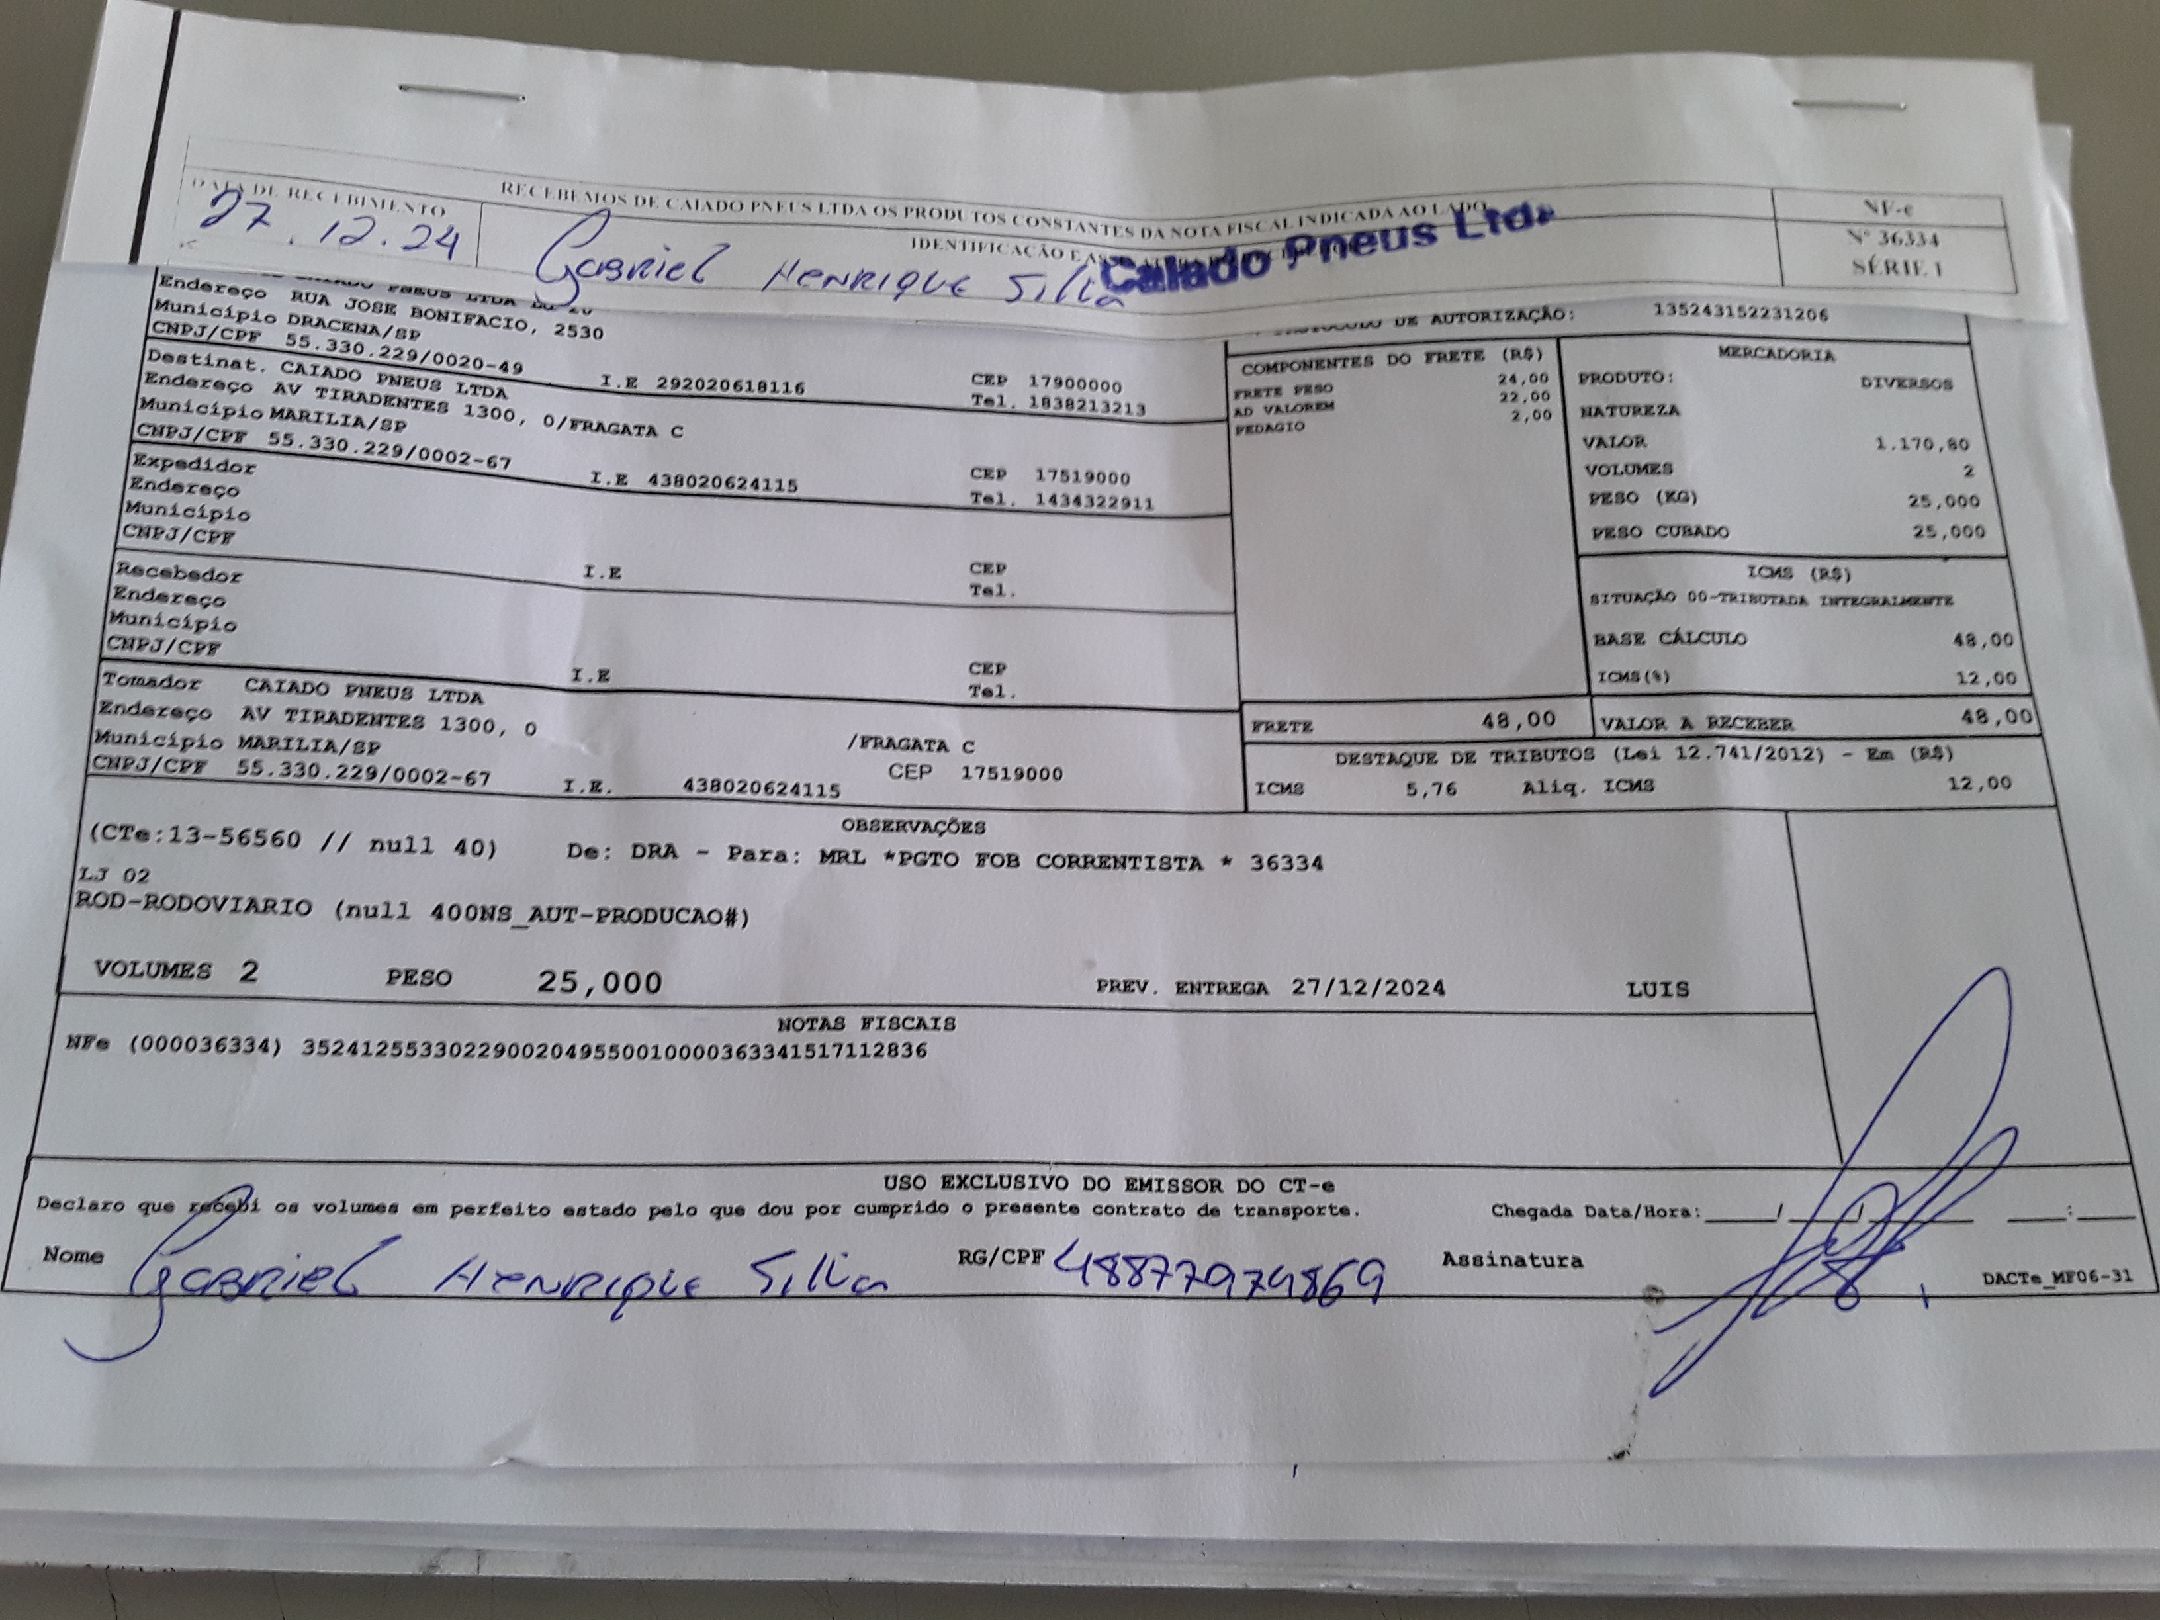 RECEBEMOS DE CAIADO PNEUS LTDA OS PRODUTOS CONSTANTES DA NOTA FISCAL INDICADA AO LADO
DATA DE RECEBIMENTO
27.12.24
IDENTIFICAÇÃO E
Gabriel Henrique Silva
Caiado Pneus Ltda
NF-e
Nº 36334
SÉRIE 1
CAIADO PNEUS LTDA
Endereço RUA JOSE BONIFACIO, 2530
Município DRACENA/SP
CNPJ/CPF 55.330.229/0020-49 I.E 292020618116
CEP 17900000
Tel. 1838213213
Destinat. CAIADO PNEUS LTDA
Endereço AV TIRADENTES 1300, 0/FRAGATA C
Município MARILIA/SP
CNPJ/CPF 55.330.229/0002-67 I.E 438020624115
CEP 17519000
Tel. 1434322911
Expedidor
Endereço
Município
CNPJ/CPF I.E
CEP
Tel.
Recebedor
Endereço
Município
CNPJ/CPF I.E
CEP
Tel.
Tomador CAIADO PNEUS LTDA
Endereço AV TIRADENTES 1300, 0 /FRAGATA C
Município MARILIA/SP CEP 17519000
CNPJ/CPF 55.330.229/0002-67 I.E. 438020624115
PROTOCOLO DE AUTORIZAÇÃO: 135243152231206
COMPONENTES DO FRETE (R$)
FRETE PESO 24,00
AD VALOREM 22,00
PEDAGIO 2,00
FRETE 48,00
MERCADORIA
PRODUTO: DIVERSOS
NATUREZA
VALOR 1.170,80
VOLUMES 2
PESO (KG) 25,000
PESO CUBADO 25,000
ICMS (R$)
SITUAÇÃO 00-TRIBUTADA INTEGRALMENTE
BASE CÁLCULO 48,00
ICMS(%) 12,00
VALOR A RECEBER 48,00
DESTAQUE DE TRIBUTOS (Lei 12.741/2012) - Em (R$)
ICMS 5,76 Aliq. ICMS 12,00
OBSERVAÇÕES
(CTe:13-56560 // null 40) De: DRA - Para: MRL *PGTO FOB CORRENTISTA * 36334
LJ 02
ROD-RODOVIARIO (null 400NS_AUT-PRODUCAO#)
VOLUMES 2 PESO 25,000 PREV. ENTREGA 27/12/2024 LUIS
NOTAS FISCAIS
NFe (000036334) 35241255330229002049550010000363341517112836
USO EXCLUSIVO DO EMISSOR DO CT-e
Declaro que recebi os volumes em perfeito estado pelo que dou por cumprido o presente contrato de transporte. Chegada Data/Hora:____/____/____ ____:____
Nome Gabriel Henrique Silva RG/CPF 48877974869 Assinatura
DACTe_MF06-31